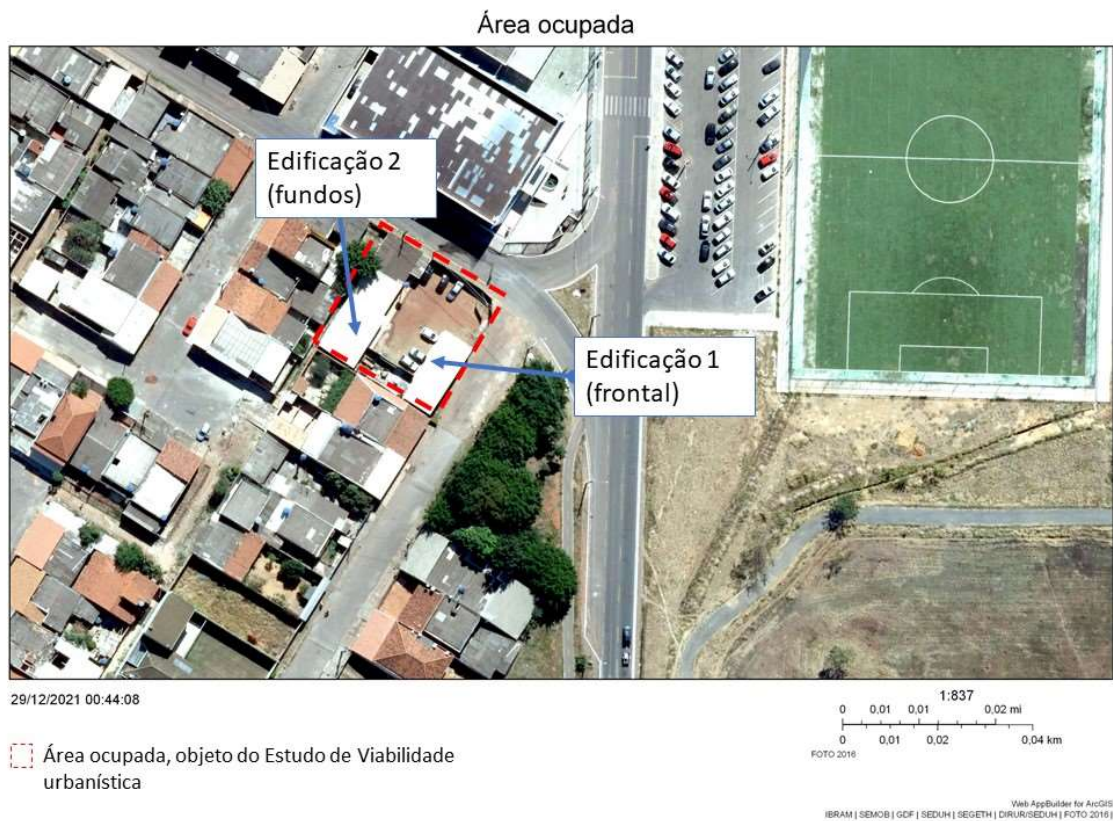 Área ocupada
Edificação 2
(fundos)
Edificação 1
(frontal)
29/12/2021 00:44:08
1:837
0 0,01 0,01 0,02 mi
0 0,01 0,02 0,04 km
FOTO 2016
Área ocupada, objeto do Estudo de Viabilidade
urbanística
Web AppBuilder for ArcGIS
IBRAM | SEMOB | GDF | SEDUH | SEGETH | DIRUR/SEDUH | FOTO 2016 |